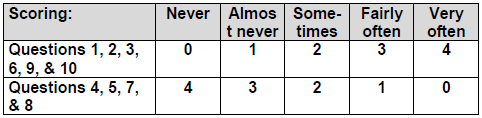 Scoring: Never Almos Some- Fairly Very
t never times often often
Questions 1, 2, 3, 0 1 2 3 4
6, 9, & 10
Questions 4, 5, 7, 4 3 2 1 0
& 8